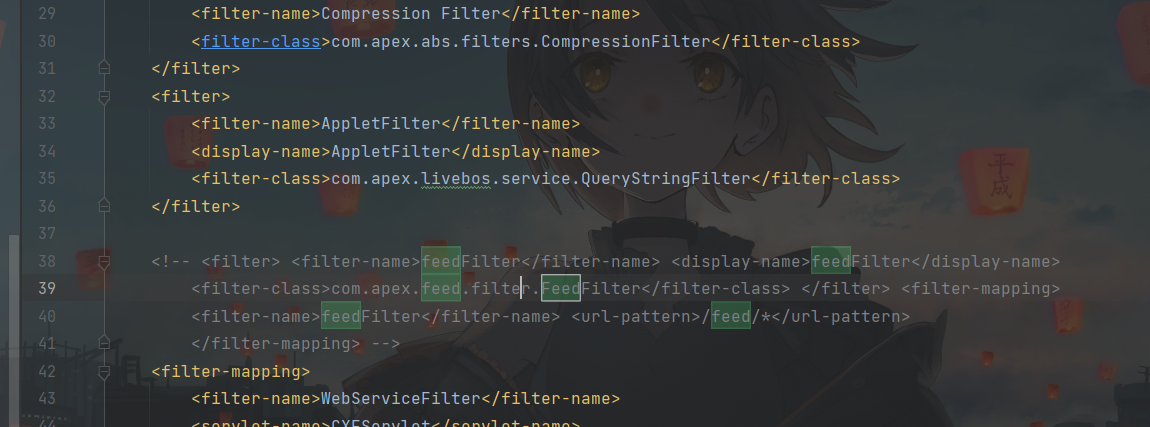 29 <filter-name>Compression Filter</filter-name>
30 <filter-class>com.apex.abs.filters.CompressionFilter</filter-class>
31 </filter>
32 <filter>
33 <filter-name>AppletFilter</filter-name>
34 <display-name>AppletFilter</display-name>
35 <filter-class>com.apex.livebos.service.QueryStringFilter</filter-class>
36 </filter>
37
38 <!-- <filter> <filter-name>feedFilter</filter-name> <display-name>feedFilter</display-name>
39 <filter-class>com.apex.feed.filter.FeedFilter</filter-class> </filter> <filter-mapping>
40 <filter-name>feedFilter</filter-name> <url-pattern>/feed/*</url-pattern>
41 </filter-mapping> -->
42 <filter-mapping>
43 <filter-name>WebServiceFilter</filter-name>
44 <servlet-name>CXFServlet</servlet-name>
平成